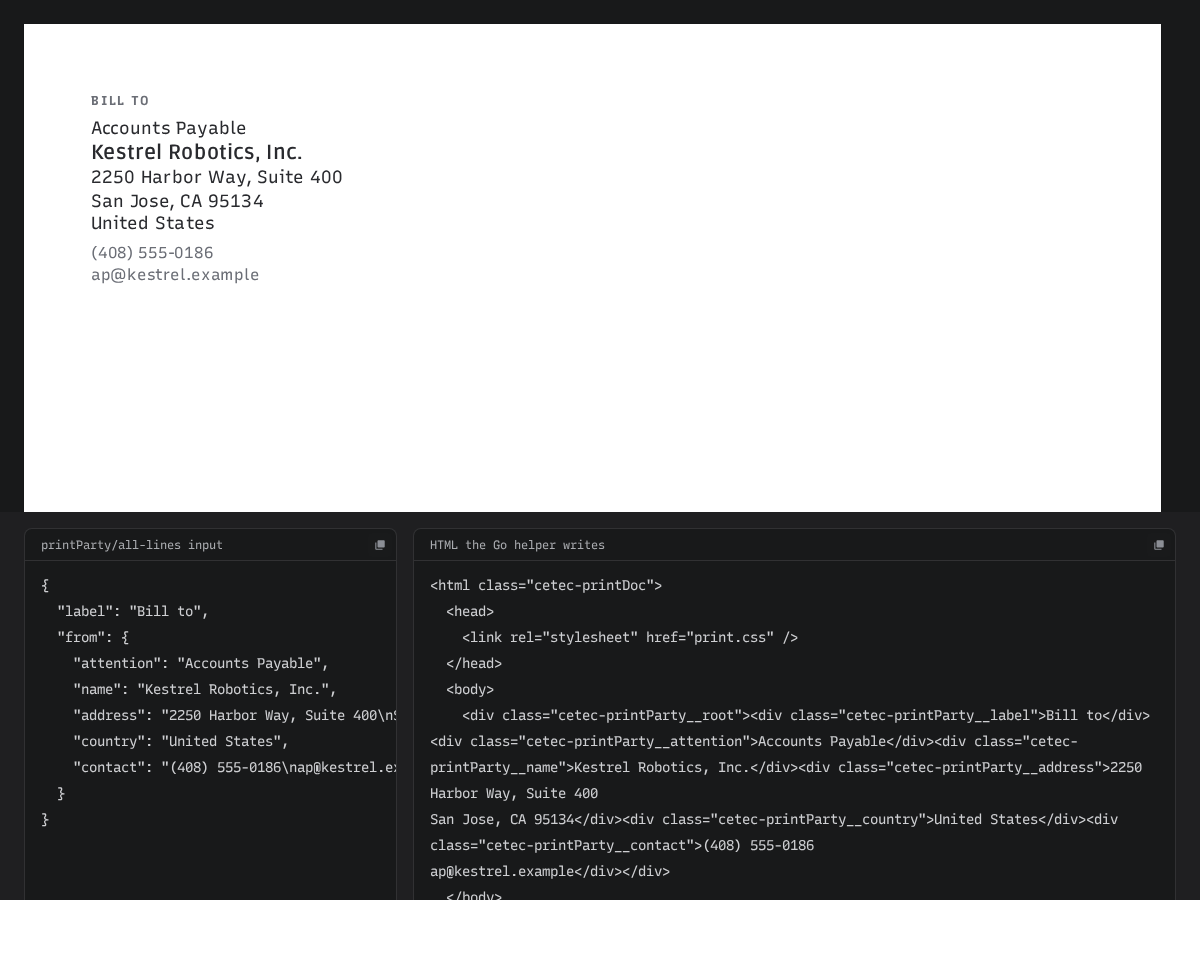 BILL TO
Accounts Payable
Kestrel Robotics, Inc.
2250 Harbor Way, Suite 400
San Jose, CA 95134
United States
(408) 555-0186
ap@kestrel.example
printParty/all-lines input
{
  "label": "Bill to",
  "from": {
    "attention": "Accounts Payable",
    "name": "Kestrel Robotics, Inc.",
    "address": "2250 Harbor Way, Suite 400\n
    "country": "United States",
    "contact": "(408) 555-0186\nap@kestrel.ex
  }
}
HTML the Go helper writes
<html class="cetec-printDoc">
  <head>
    <link rel="stylesheet" href="print.css" />
  </head>
  <body>
    <div class="cetec-printParty__root"><div class="cetec-printParty__label">Bill to</div>
<div class="cetec-printParty__attention">Accounts Payable</div><div class="cetec-
printParty__name">Kestrel Robotics, Inc.</div><div class="cetec-printParty__address">2250
Harbor Way, Suite 400
San Jose, CA 95134</div><div class="cetec-printParty__country">United States</div><div
class="cetec-printParty__contact">(408) 555-0186
ap@kestrel.example</div></div>
  </body>